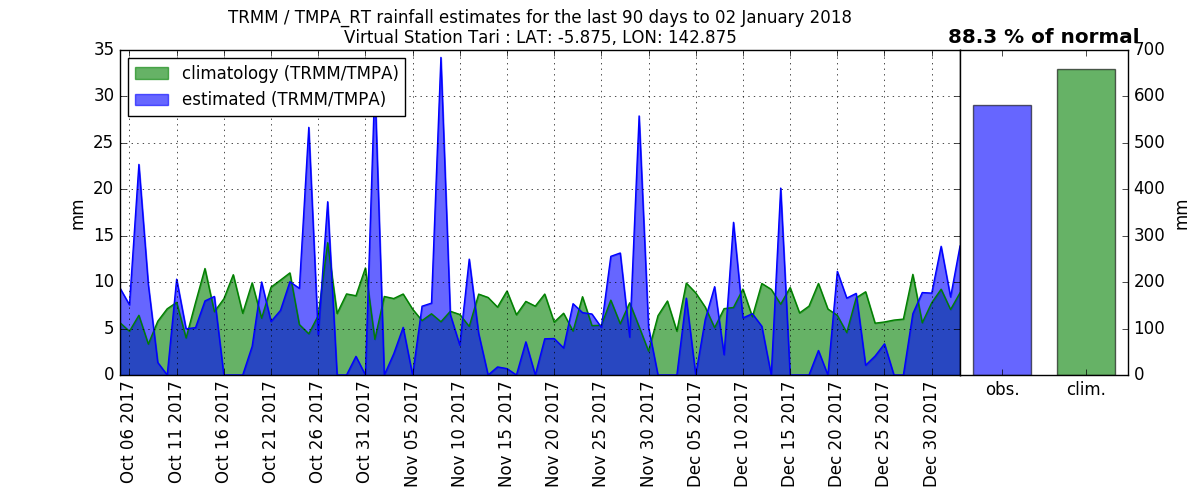 TRMM / TMPA_RT rainfall estimates for the last 90 days to 02 January 2018
Virtual Station Tari : LAT: -5.875, LON: 142.875
88.3 % of normal
climatology (TRMM/TMPA)
estimated (TRMM/TMPA)
mm
35
30
25
20
15
10
5
0
Oct 06 2017
Oct 11 2017
Oct 16 2017
Oct 21 2017
Oct 26 2017
Oct 31 2017
Nov 05 2017
Nov 10 2017
Nov 15 2017
Nov 20 2017
Nov 25 2017
Nov 30 2017
Dec 05 2017
Dec 10 2017
Dec 15 2017
Dec 20 2017
Dec 25 2017
Dec 30 2017
obs.
clim.
700
600
500
400
300
200
100
0
mm